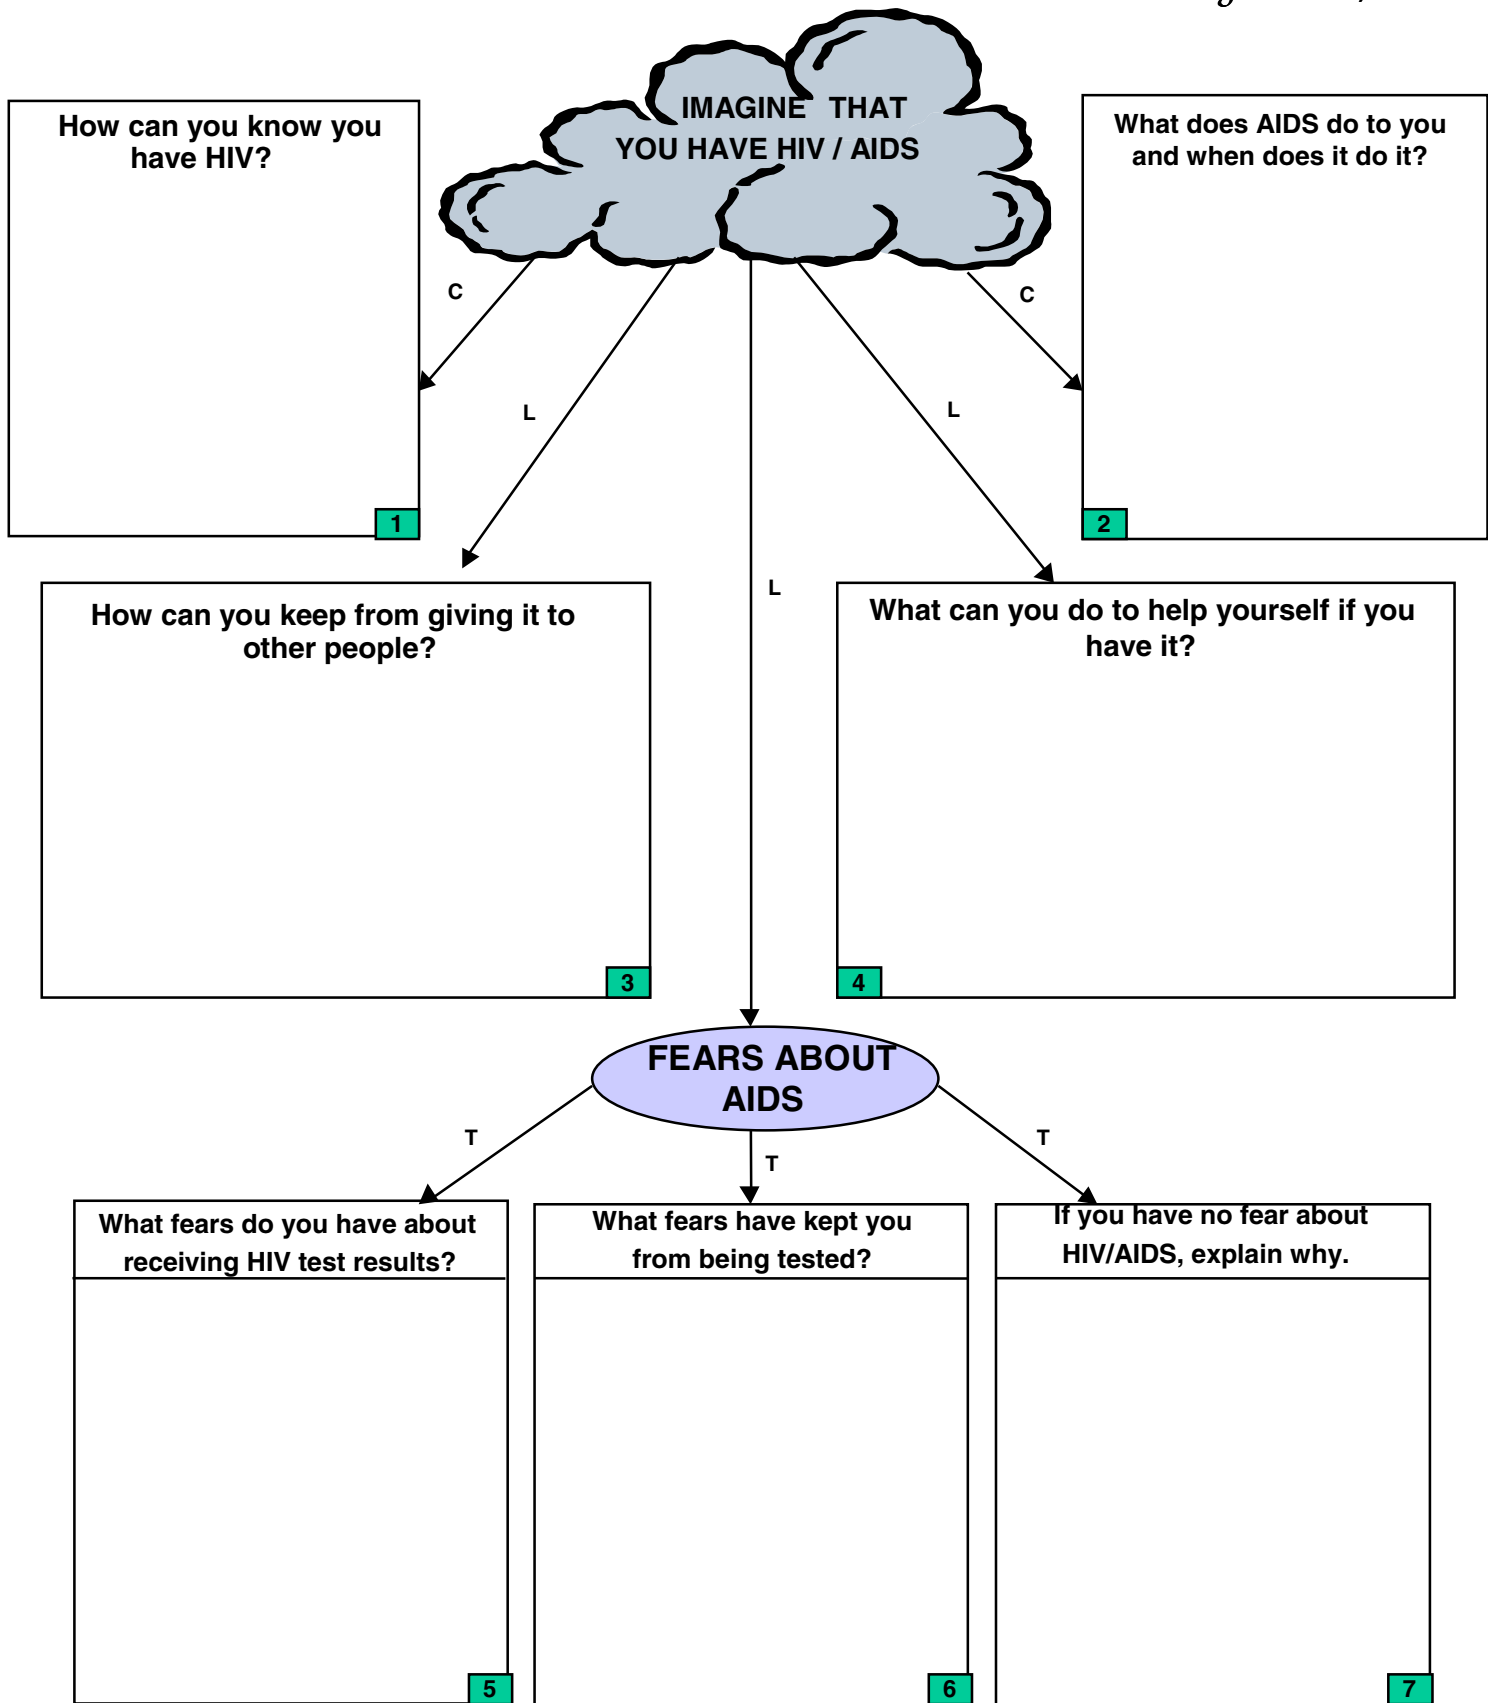 IMAGINE THAT
YOU HAVE HIV / AIDS
How can you know you
have HIV?
What does AIDS do to you
and when does it do it?
C
C
L
L
1
2
L
How can you keep from giving it to
other people?
What can you do to help yourself if you
have it?
3
4
FEARS ABOUT
AIDS
T
T
T
What fears do you have about
receiving HIV test results?
What fears have kept you
from being tested?
If you have no fear about
HIV/AIDS, explain why.
5
6
7